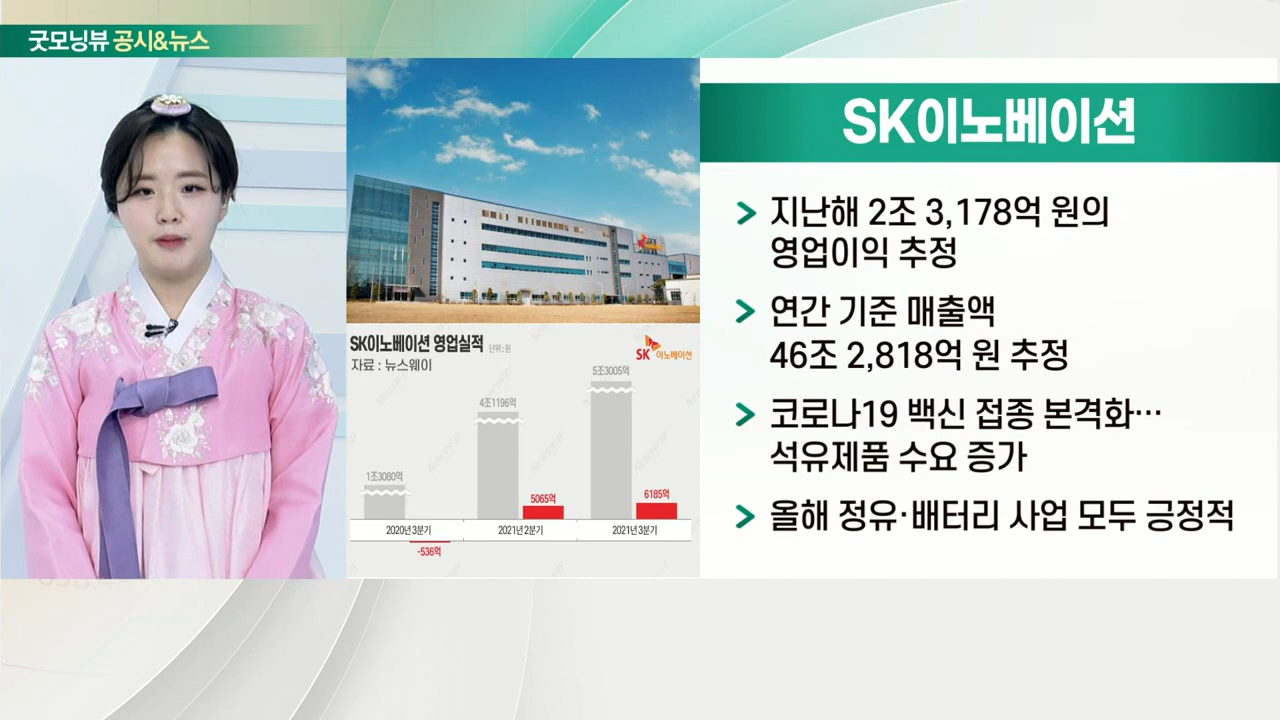 굿모닝뷰 공시&뉴스
SK이노베이션
> 지난해 2조 3,178억 원의
영업이익 추정
> 연간 기준 매출액
46조 2,818억 원 추정
> 코로나19 백신 접종 본격화…
석유제품 수요 증가
> 올해 정유·배터리 사업 모두 긍정적
SK이노베이션 영업실적 단위:원
자료 : 뉴스웨이
SK 이노베이션
1조3080억
4조1196억
5조3005억
-536억
5065억
6185억
2020년 3분기
2021년 2분기
2021년 3분기